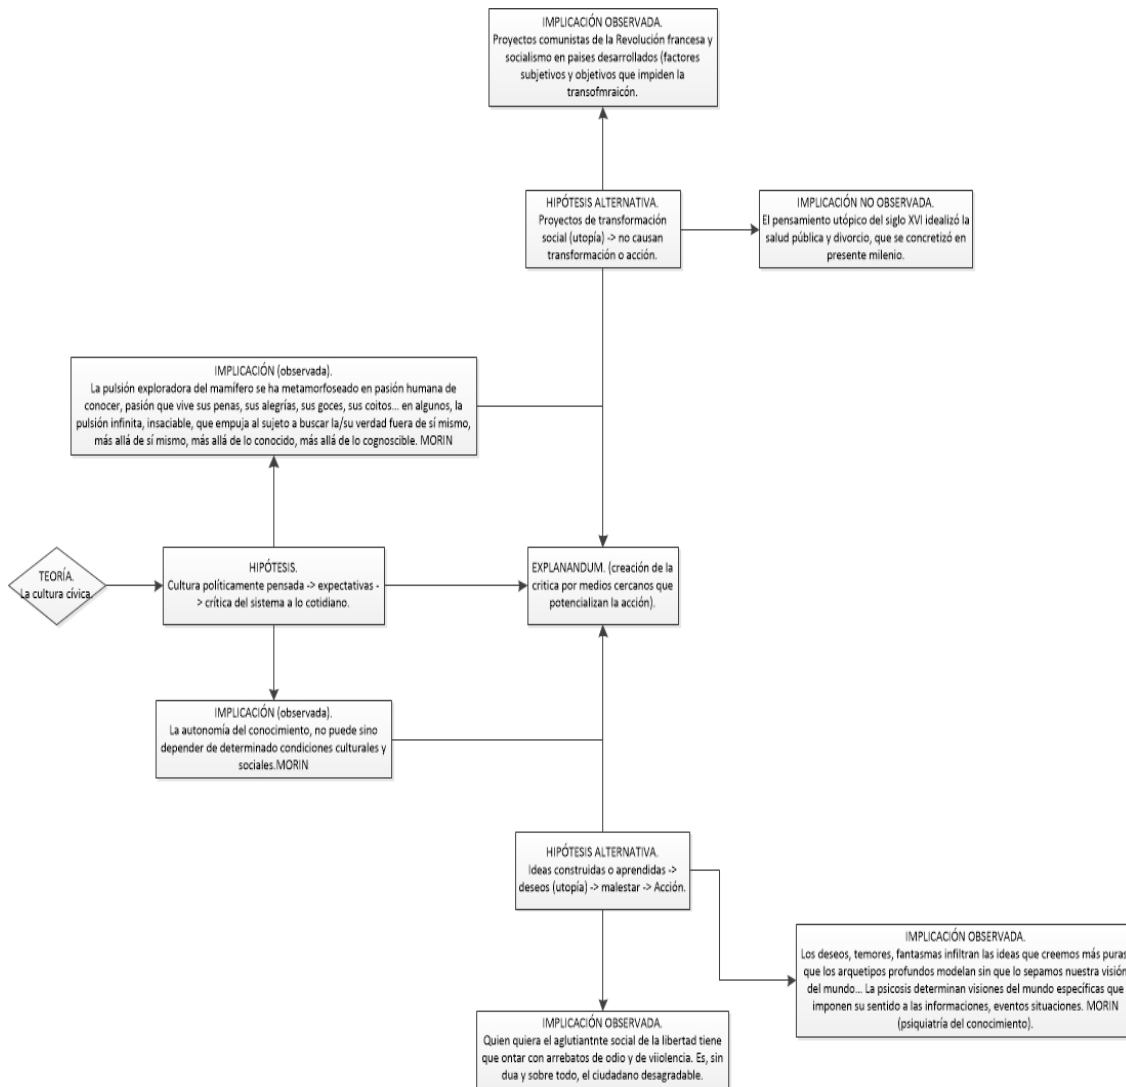 IMPLICACIÓN OBSERVADA.
Proyectos comunistas de la Revolución francesa y
socialismo en paises desarrollados (factores
subjetivos y objetivos que impiden la
transofmraicón.
HIPÓTESIS ALTERNATIVA.
Proyectos de transformación
social (utopía) -> no causan
transformación o acción.
IMPLICACIÓN NO OBSERVADA.
El pensamiento utópico del siglo XVI idealizó la
salud pública y divorcio, que se concretizó en
presente milenio.
IMPLICACIÓN (observada).
La pulsión exploradora del mamífero se ha metamorfoseado en pasión humana de
conocer, pasión que vive sus penas, sus alegrías, sus goces, sus coitos... en algunos, la
pulsión infinita, insaciable, que empuja al sujeto a buscar la/su verdad fuera de sí mismo,
más allá de sí mismo, más allá de lo conocido, más allá de lo cognoscible. MORIN
TEORÍA.
La cultura cívica.
HIPÓTESIS.
Cultura políticamente pensada -> expectativas -
> crítica del sistema a lo cotidiano.
EXPLANANDUM. (creación de la
critica por medios cercanos que
potencializan la acción).
IMPLICACIÓN (observada).
La autonomía del conocimiento, no puede sino
depender de determinado condiciones culturales y
sociales.MORIN
HIPÓTESIS ALTERNATIVA.
Ideas construidas o aprendidas ->
deseos (utopía) -> malestar -> Acción.
IMPLICACIÓN OBSERVADA.
Los deseos, temores, fantasmas infiltran las ideas que creemos más puras
que los arquetipos profundos modelan sin que lo sepamos nuestra visión
del mundo... La psicosis determinan visiones del mundo específicas que
imponen su sentido a las informaciones, eventos situaciones. MORIN
(psiquiatría del conocimiento).
IMPLICACIÓN OBSERVADA.
Quien quiera el aglutiantnte social de la libertad tiene
que ontar con arrebatos de odio y de viiolencia. Es, sin
dua y sobre todo, el ciudadano desagradable.